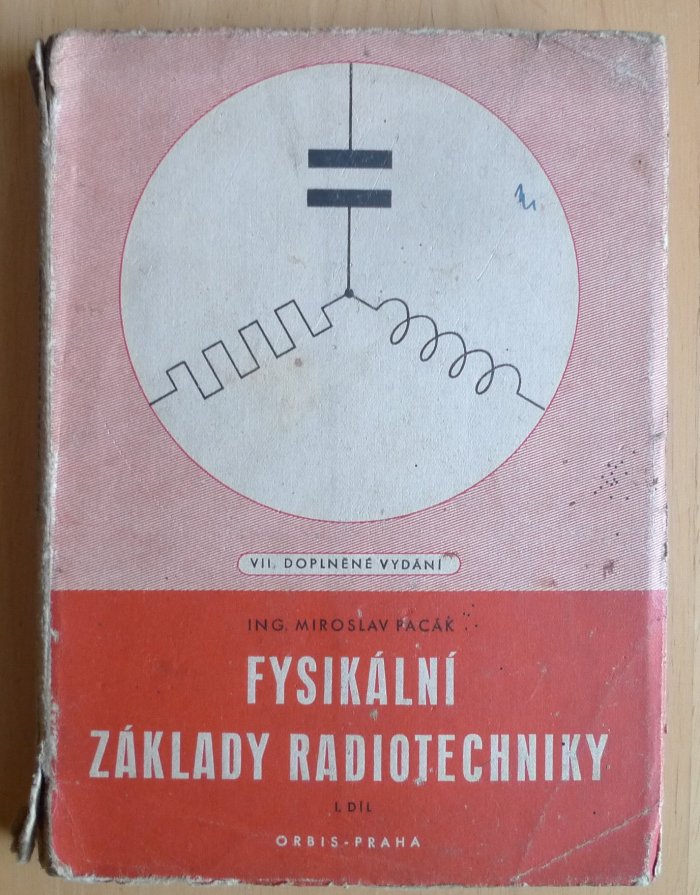 VII. DOPLNĚNÉ VYDÁNÍ
ING. MIROSLAV PACÁK
FYSIKÁLNÍ
ZÁKLADY RADIOTECHNIKY
I. DÍL
ORBIS-PRAHA